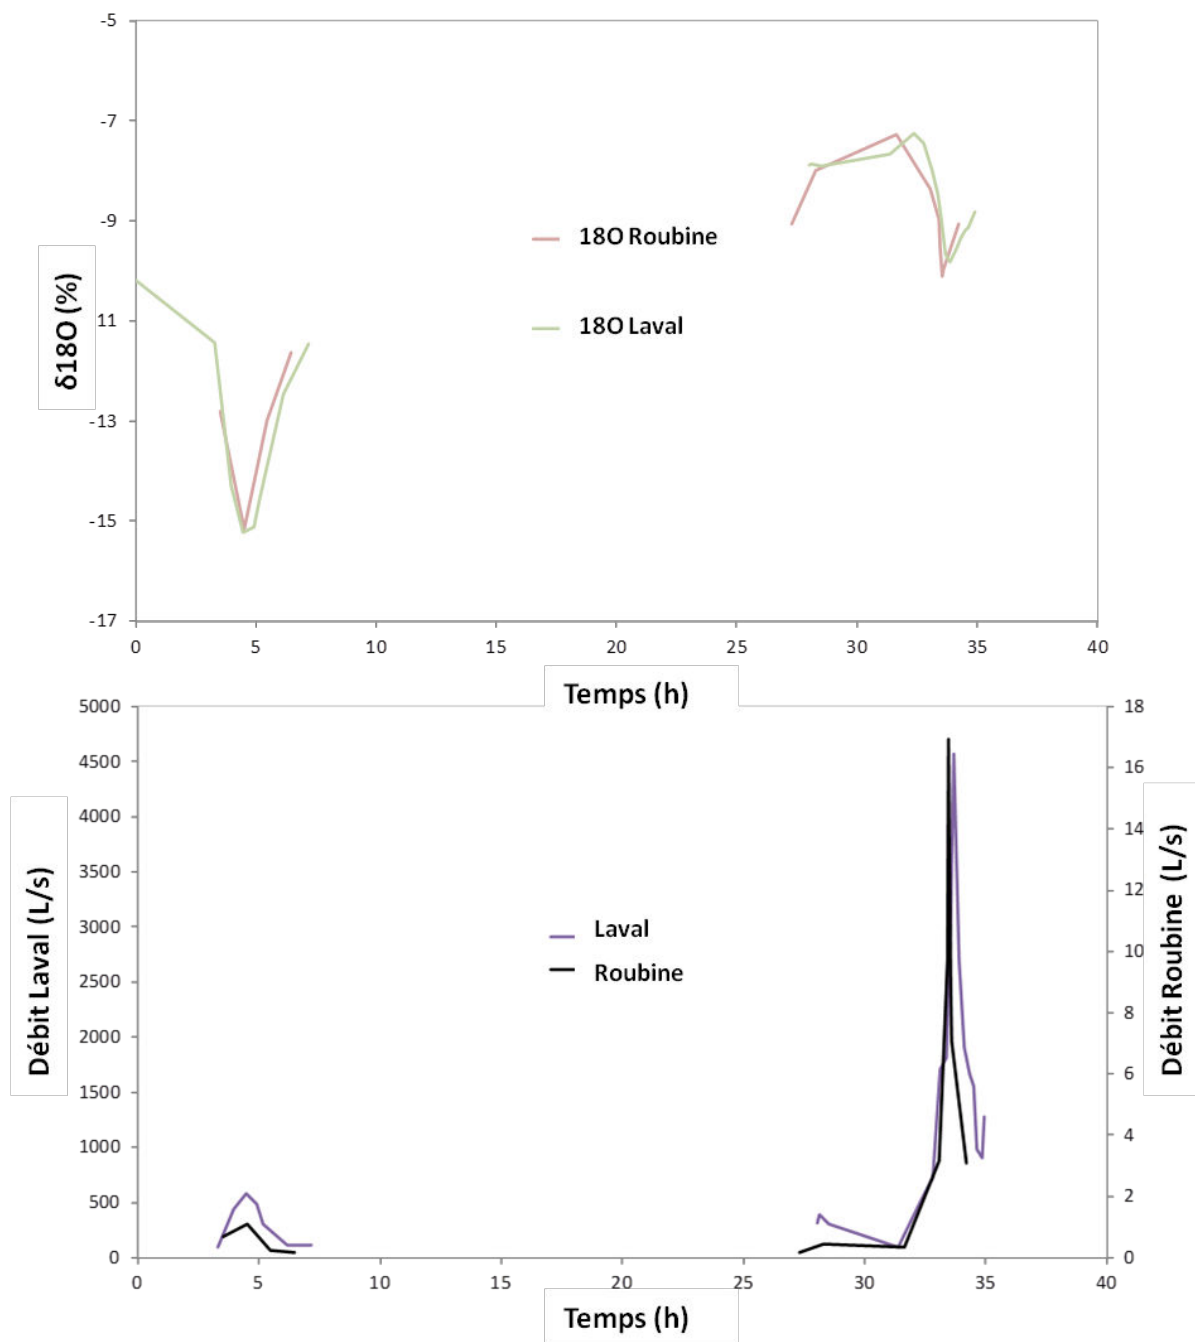 -5
-7
-9
11
-13
-15
-17
δ18O (%)
18O Roubine
18O Laval
0 5 10 15 20 25 30 35 40
Temps (h)
5000
4500
4000
3500
3000
2500
2000
1500
1000
500
0
Débit Laval (L/s)
Laval
Roubine
18
16
14
12
10
8
6
4
2
0
Débit Roubine (L/s)
0 5 10 15 20 25 30 35 40
Temps (h)